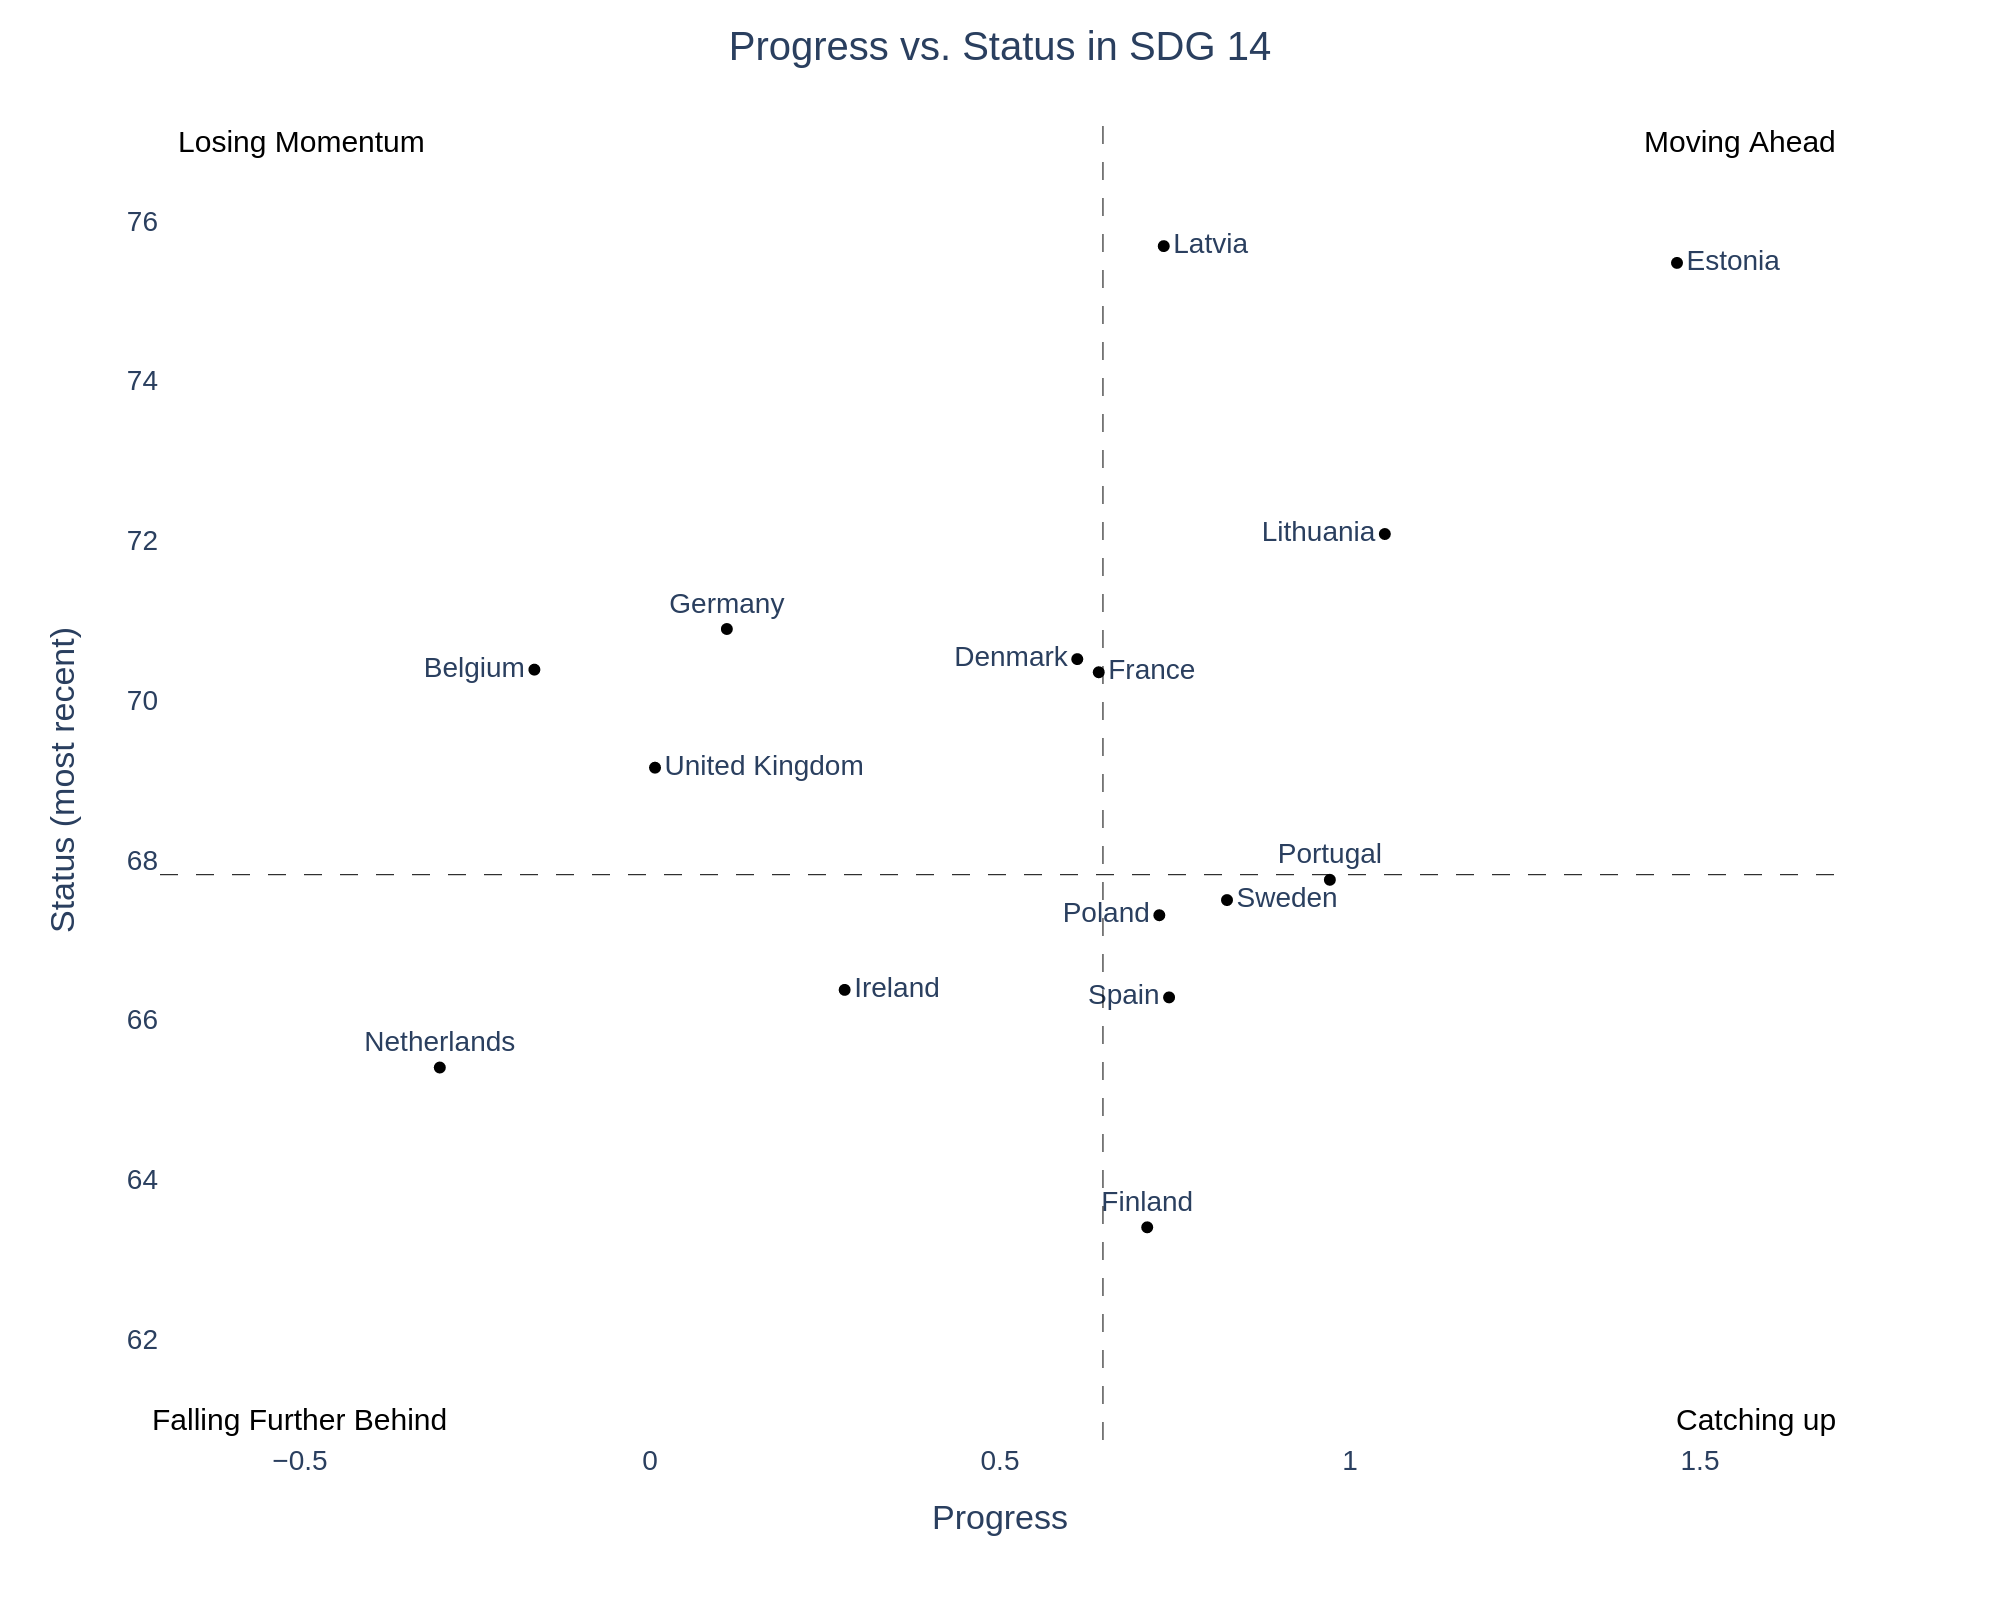 Progress vs. Status in SDG 14
Losing Momentum
Moving Ahead
76
Latvia
Estonia
74
72
Lithuania
Germany
Denmark
France
Belgium
70
United Kingdom
Status (most recent)
68
Portugal
Sweden
Poland
Ireland
Spain
66
Netherlands
64
Finland
62
Falling Further Behind
Catching up
−0.5
0
0.5
1
1.5
Progress